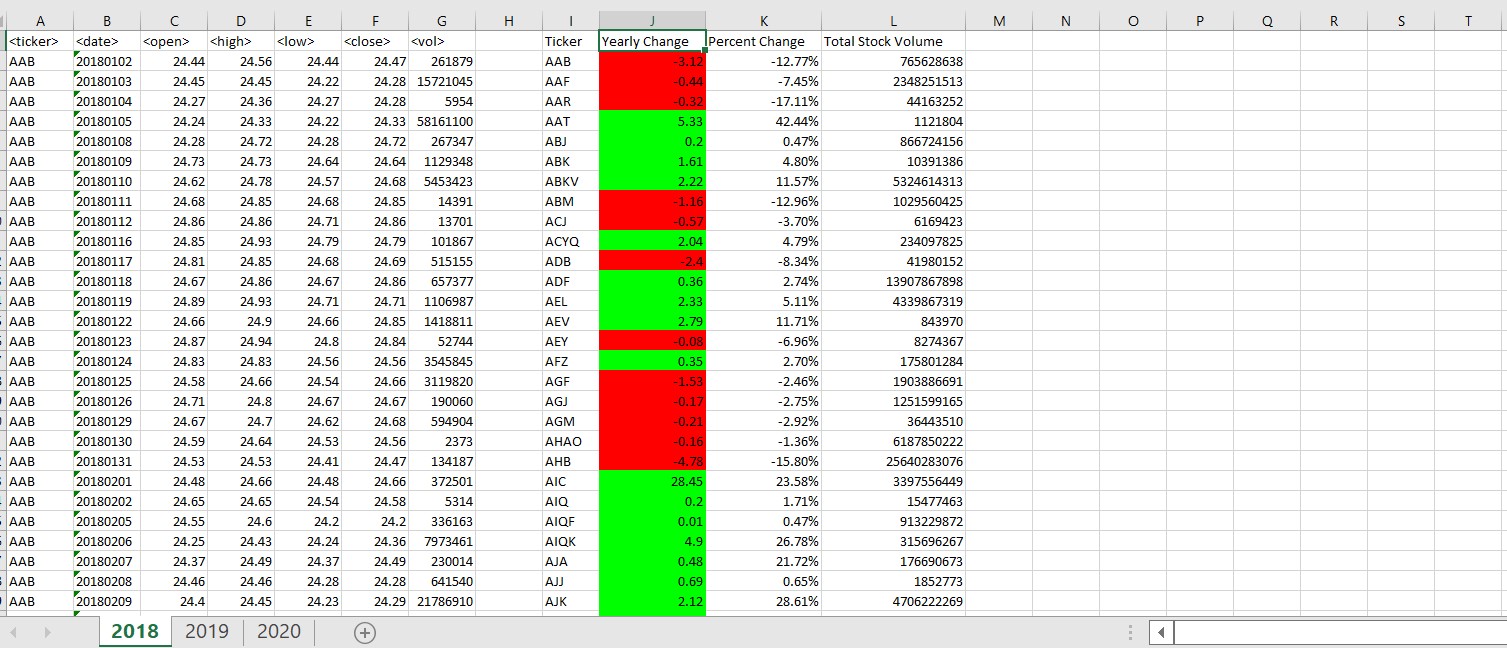 A B C D E F G H I J K L M N O P Q R S T
<ticker> <date> <open> <high> <low> <close> <vol> Ticker Yearly Change Percent Change Total Stock Volume
AAB 20180102 24.44 24.56 24.44 24.47 261879 AAB -3.12 -12.77% 765628638
AAB 20180103 24.45 24.45 24.22 24.28 15721045 AAF -0.44 -7.45% 2348251513
AAB 20180104 24.27 24.36 24.27 24.28 5954 AAR -0.32 -17.11% 44163252
AAB 20180105 24.24 24.33 24.22 24.33 58161100 AAT 5.33 42.44% 1121804
AAB 20180108 24.28 24.72 24.28 24.72 267347 ABJ 0.2 0.47% 866724156
AAB 20180109 24.73 24.73 24.64 24.64 1129348 ABK 1.61 4.80% 10391386
AAB 20180110 24.62 24.78 24.57 24.68 5453423 ABKV 2.22 11.57% 5324614313
AAB 20180111 24.68 24.85 24.68 24.85 14391 ABM -1.16 -12.96% 1029560425
AAB 20180112 24.86 24.86 24.71 24.86 13701 ACJ -0.57 -3.70% 6169423
AAB 20180116 24.85 24.93 24.79 24.79 101867 ACYQ 2.04 4.79% 234097825
AAB 20180117 24.81 24.85 24.68 24.69 515155 ADB -2.4 -8.34% 41980152
AAB 20180118 24.67 24.86 24.67 24.86 657377 ADF 0.36 2.74% 13907867898
AAB 20180119 24.89 24.93 24.71 24.71 1106987 AEL 2.33 5.11% 4339867319
AAB 20180122 24.66 24.9 24.66 24.85 1418811 AEV 2.79 11.71% 843970
AAB 20180123 24.87 24.94 24.8 24.84 52744 AEY -0.08 -6.96% 8274367
AAB 20180124 24.83 24.83 24.56 24.56 3545845 AFZ 0.35 2.70% 175801284
AAB 20180125 24.58 24.66 24.54 24.66 3119820 AGF -1.53 -2.46% 1903886691
AAB 20180126 24.71 24.8 24.67 24.67 190060 AGJ -0.17 -2.75% 1251599165
AAB 20180129 24.67 24.7 24.62 24.68 594904 AGM -0.21 -2.92% 36443510
AAB 20180130 24.59 24.64 24.53 24.56 2373 AHAO -0.16 -1.36% 6187850222
AAB 20180131 24.53 24.53 24.41 24.47 134187 AHB -4.78 -15.80% 25640283076
AAB 20180201 24.48 24.66 24.48 24.66 372501 AIC 28.45 23.58% 3397556449
AAB 20180202 24.65 24.65 24.54 24.58 5314 AIQ 0.2 1.71% 15477463
AAB 20180205 24.55 24.6 24.2 24.2 336163 AIQF 0.01 0.47% 913229872
AAB 20180206 24.25 24.43 24.24 24.36 7973461 AIQK 4.9 26.78% 315696267
AAB 20180207 24.37 24.49 24.37 24.49 230014 AJA 0.48 21.72% 176690673
AAB 20180208 24.46 24.46 24.28 24.28 641540 AJJ 0.69 0.65% 1852773
AAB 20180209 24.4 24.45 24.23 24.29 21786910 AJK 2.12 28.61% 4706222269
2018 2019 2020